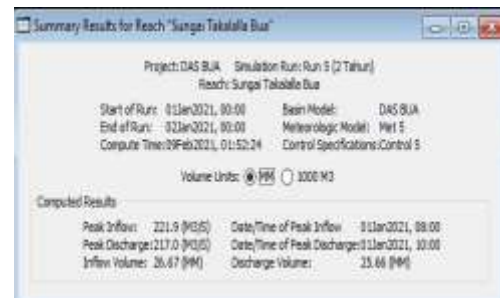 Summary Results for Reach "Sungai Takalalla Bua"
Project: DAS BUA Simulation Run: Run 5 (2 Tahun)
Reach: Sungai Takalalla Bua
Start of Run: 01Jan2021, 00:00 Basin Model: DAS BUA
End of Run: 02Jan2021, 00:00 Meteorologic Model: Met 5
Compute Time: 09Feb2021, 01:52:24 Control Specifications: Control 5
Volume Units: MM 1000 M3
Computed Results
Peak Inflow: 221.9 (M3/S) Date/Time of Peak Inflow 01Jan2021, 08:00
Peak Discharge: 217.0 (M3/S) Date/Time of Peak Discharge: 01Jan2021, 10:00
Inflow Volume: 26.67 (MM) Discharge Volume: 25.66 (MM)